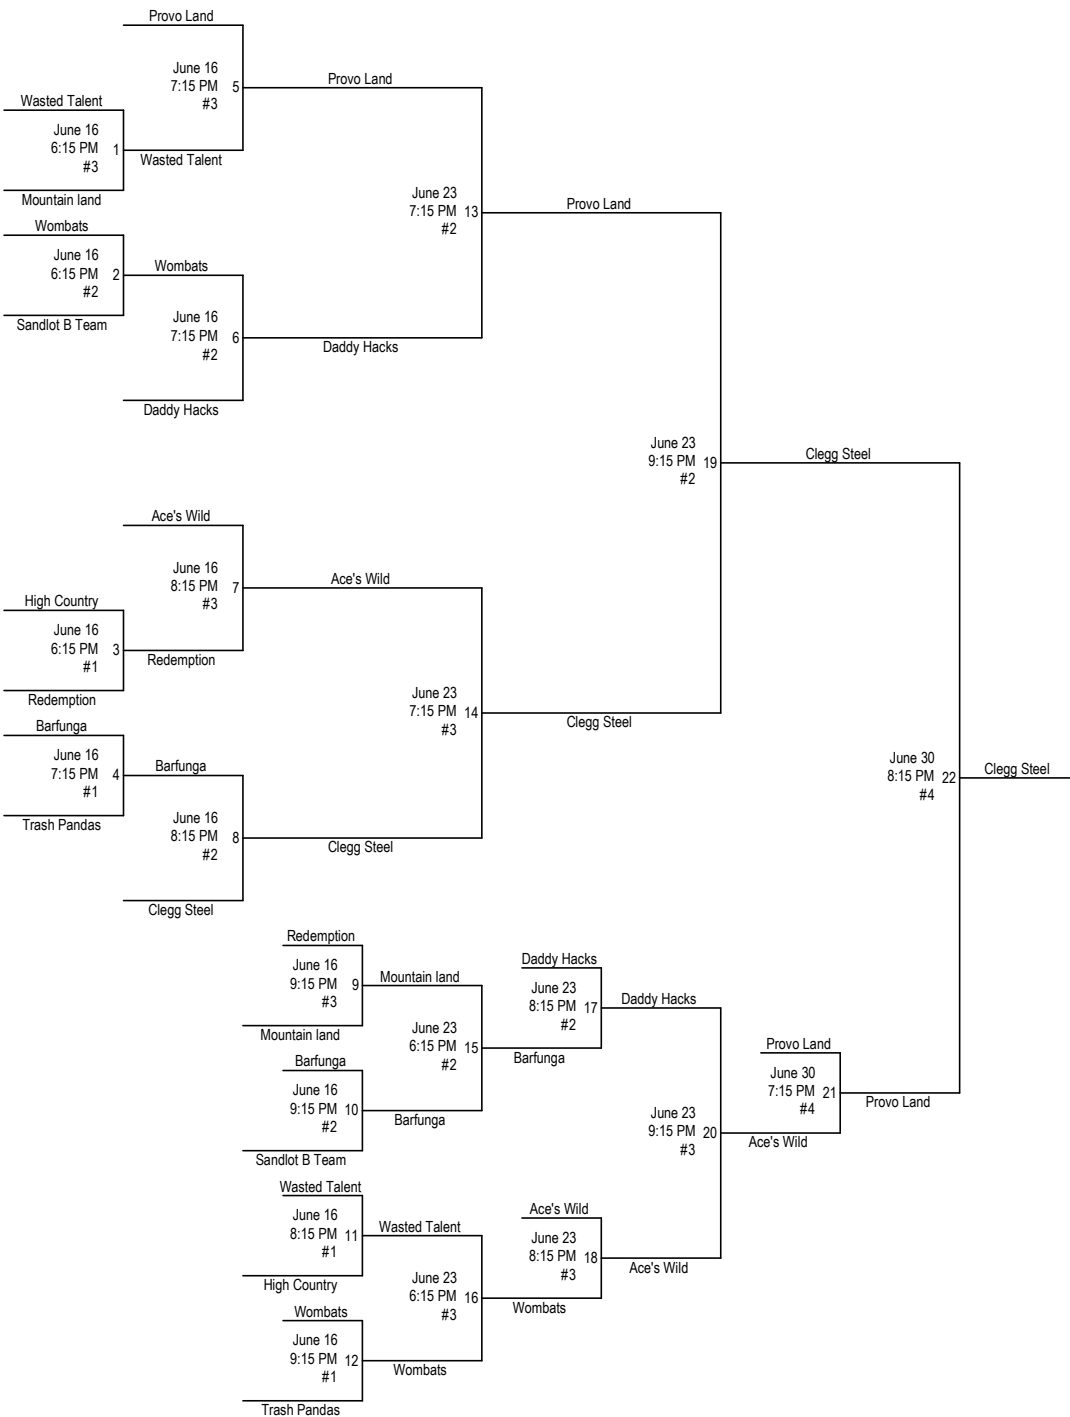 Provo Land
June 16
7:15 PM 5
#3
Provo Land
Wasted Talent
June 16
6:15 PM 1
#3
Wasted Talent
Mountain land
June 23
7:15 PM 13
#2
Provo Land
Wombats
June 16
6:15 PM 2
#2
Wombats
Sandlot B Team
June 16
7:15 PM 6
#2
Daddy Hacks
Daddy Hacks
June 23
9:15 PM 19
#2
Clegg Steel
Ace's Wild
June 16
8:15 PM 7
#3
Ace's Wild
High Country
June 16
6:15 PM 3
#1
Redemption
Redemption
June 23
7:15 PM 14
#3
Clegg Steel
Barfunga
June 16
7:15 PM 4
#1
Barfunga
Trash Pandas
June 16
8:15 PM 8
#2
Clegg Steel
Clegg Steel
June 30
8:15 PM 22
#4
Clegg Steel
Redemption
June 16
9:15 PM 9
#3
Mountain land
Mountain land
June 23
6:15 PM 15
#2
Barfunga
Barfunga
June 16
9:15 PM 10
#2
Barfunga
Sandlot B Team
Daddy Hacks
June 23
8:15 PM 17
#2
Daddy Hacks
Provo Land
June 30
7:15 PM 21
#4
Provo Land
June 23
9:15 PM 20
#3
Ace's Wild
Wasted Talent
June 16
8:15 PM 11
#1
Wasted Talent
High Country
Ace's Wild
June 23
8:15 PM 18
#3
Ace's Wild
June 23
6:15 PM 16
#3
Wombats
Wombats
June 16
9:15 PM 12
#1
Wombats
Trash Pandas